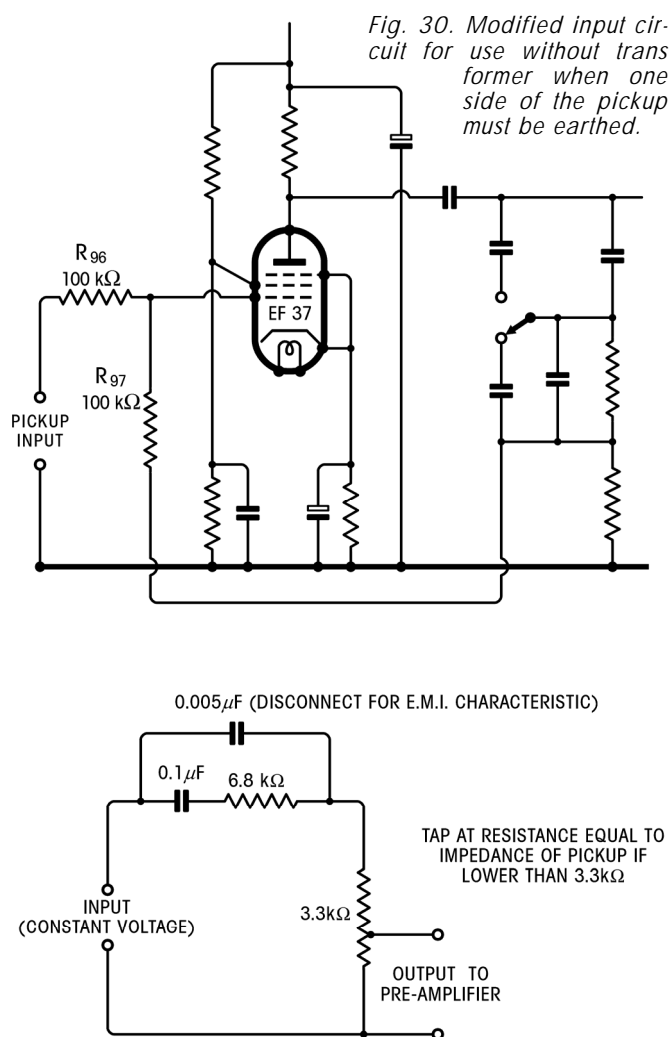 Fig. 30. Modified input cir-
cuit for use without trans
former when one
side of the pickup
must be earthed.
R96
100 kΩ
EF 37
R97
100 kΩ
PICKUP
INPUT
0.005μF (DISCONNECT FOR E.M.I. CHARACTERISTIC)
0.1μF
6.8 kΩ
TAP AT RESISTANCE EQUAL TO
IMPEDANCE OF PICKUP IF
LOWER THAN 3.3kΩ
INPUT
(CONSTANT VOLTAGE)
3.3kΩ
OUTPUT TO
PRE-AMPLIFIER